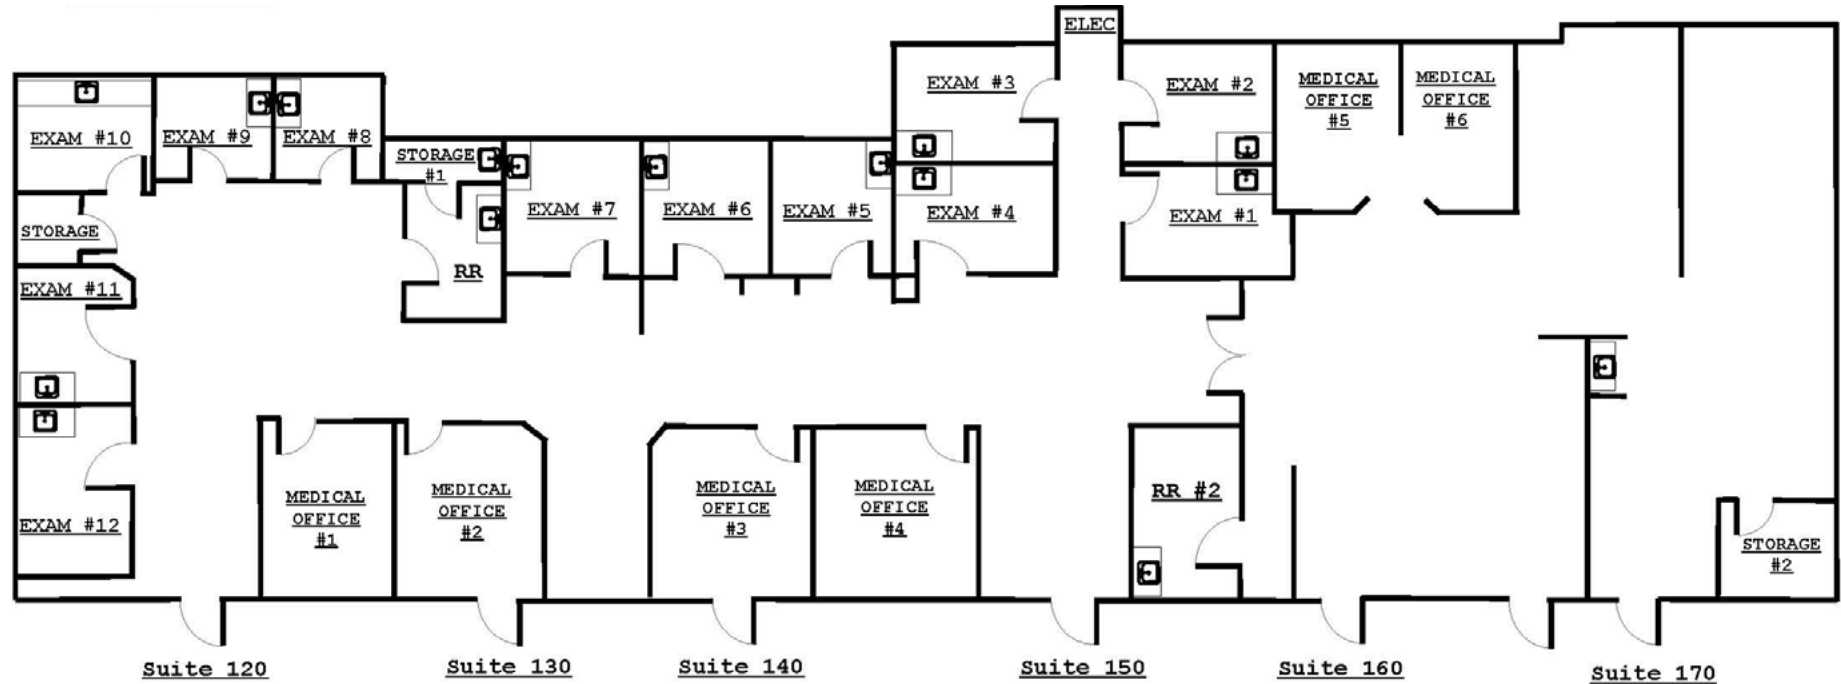 ELEC
EXAM #3
EXAM #2
MEDICAL
OFFICE
#5
MEDICAL
OFFICE
#6
EXAM #10
EXAM #9
EXAM #8
STORAGE
#1
EXAM #7
EXAM #6
EXAM #5
EXAM #4
EXAM #1
STORAGE
RR
EXAM #11
EXAM #12
MEDICAL
OFFICE
#1
MEDICAL
OFFICE
#2
MEDICAL
OFFICE
#3
MEDICAL
OFFICE
#4
RR #2
STORAGE
#2
Suite 120
Suite 130
Suite 140
Suite 150
Suite 160
Suite 170